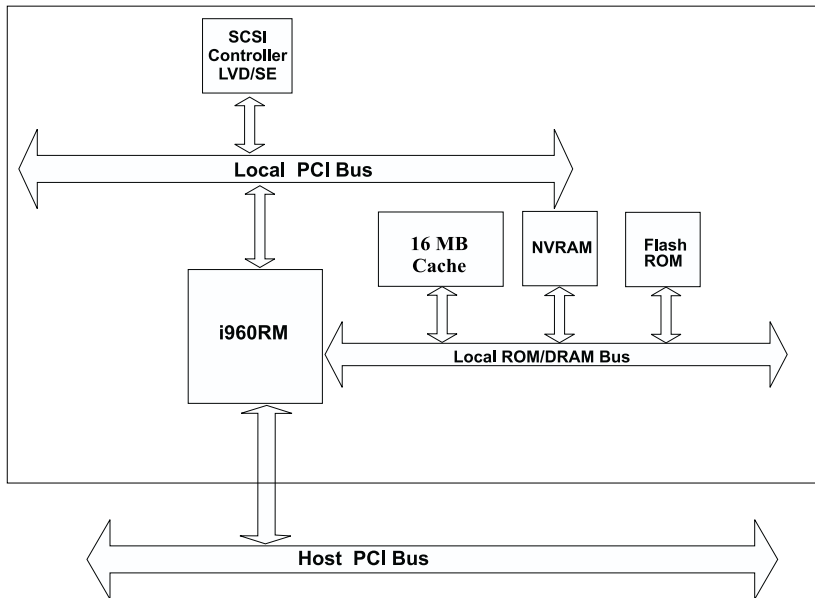 SCSI
Controller
LVD/SE
Local PCI Bus
16 MB
Cache
NVRAM
Flash
ROM
i960RM
Local ROM/DRAM Bus
Host PCI Bus